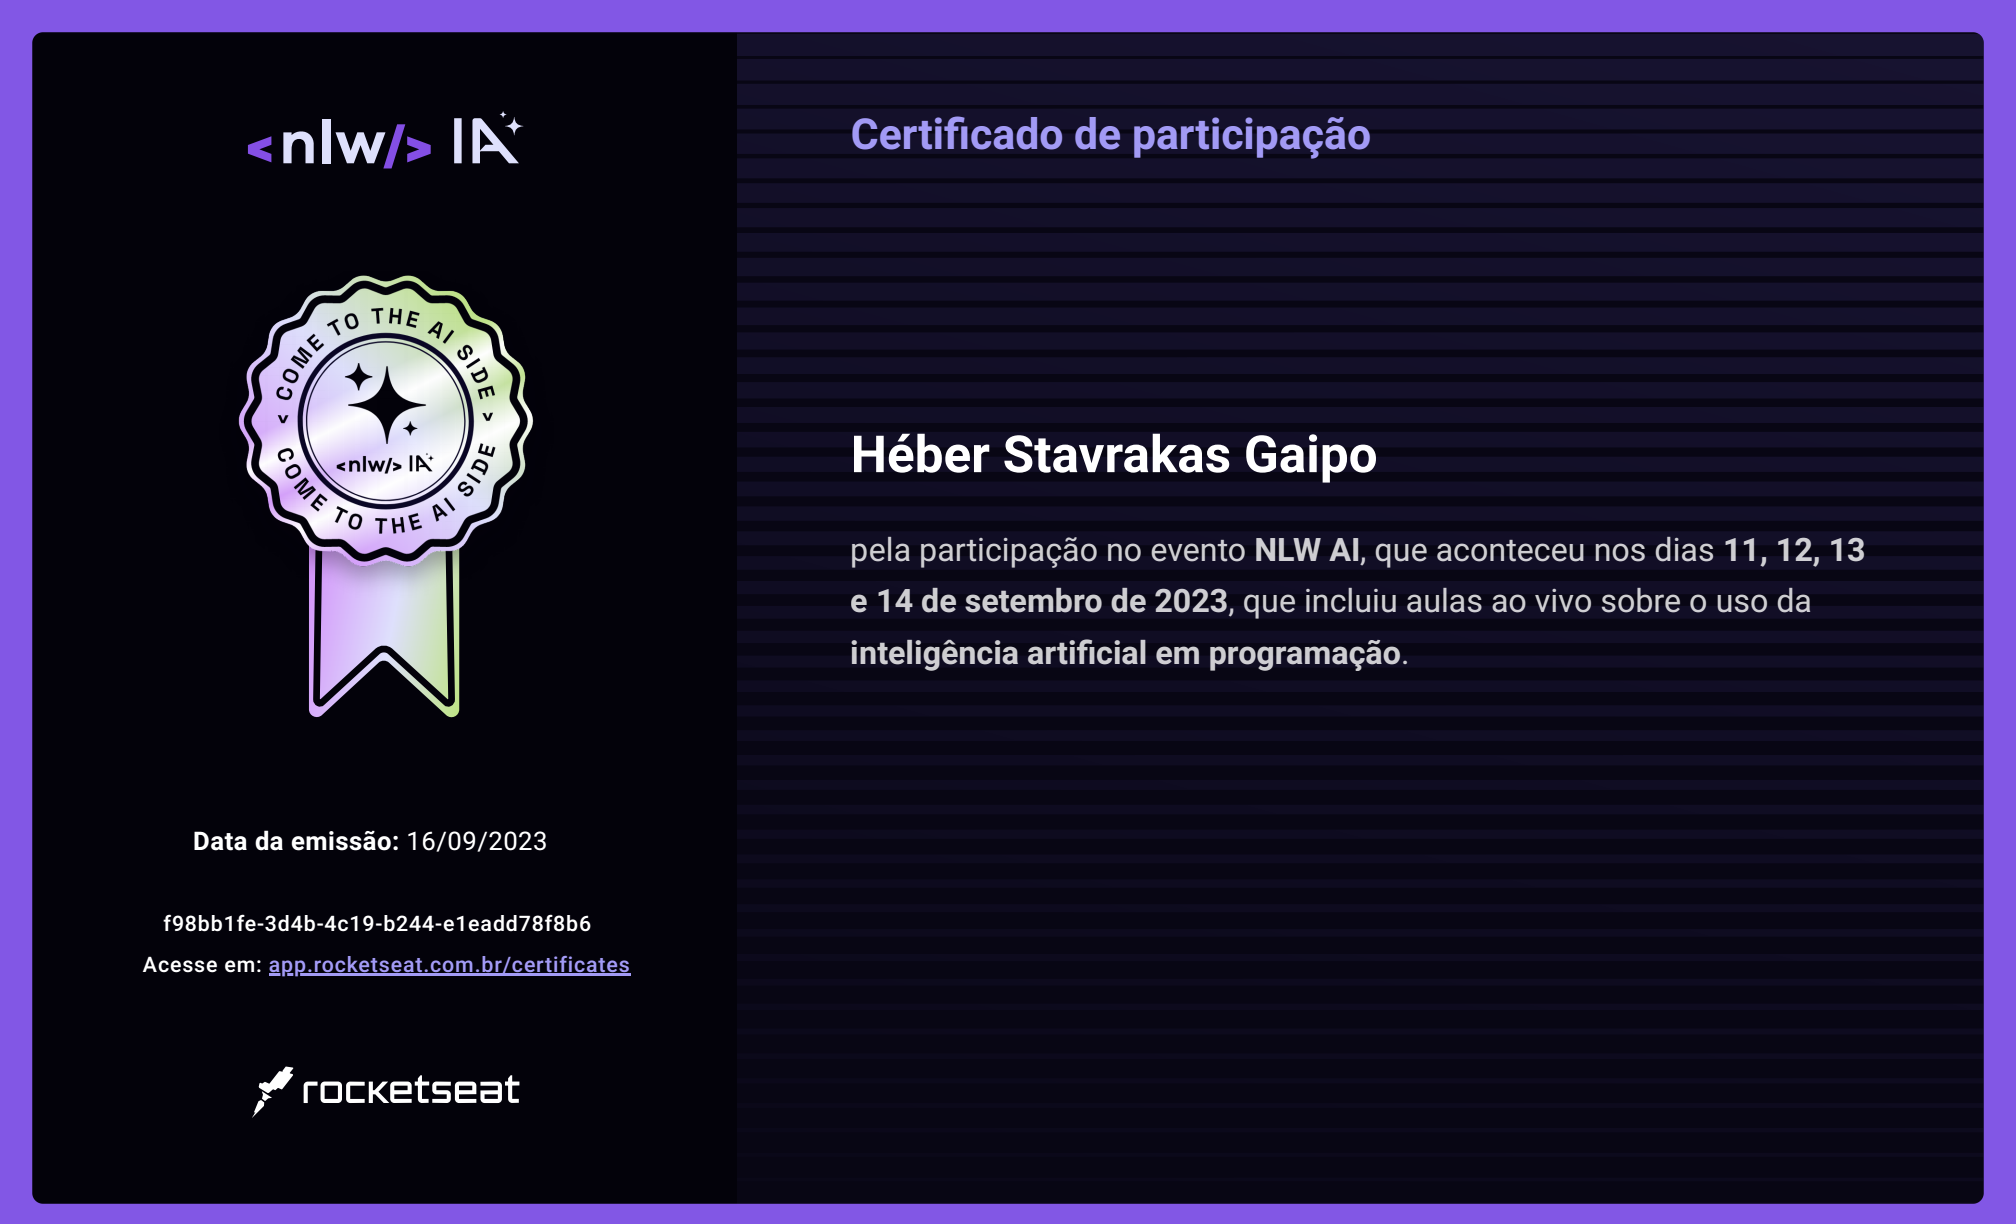 <nlw/> IA
COME TO THE AI SIDE
<nlw/> IA
COME TO THE AI SIDE
Data da emissão: 16/09/2023
f98bb1fe-3d4b-4c19-b244-e1eadd78f8b6
Acesse em: app.rocketseat.com.br/certificates
rocketseat
Certificado de participação
Héber Stavrakas Gaipo
pela participação no evento NLW AI, que aconteceu nos dias 11, 12, 13
e 14 de setembro de 2023, que incluiu aulas ao vivo sobre o uso da
inteligência artificial em programação.